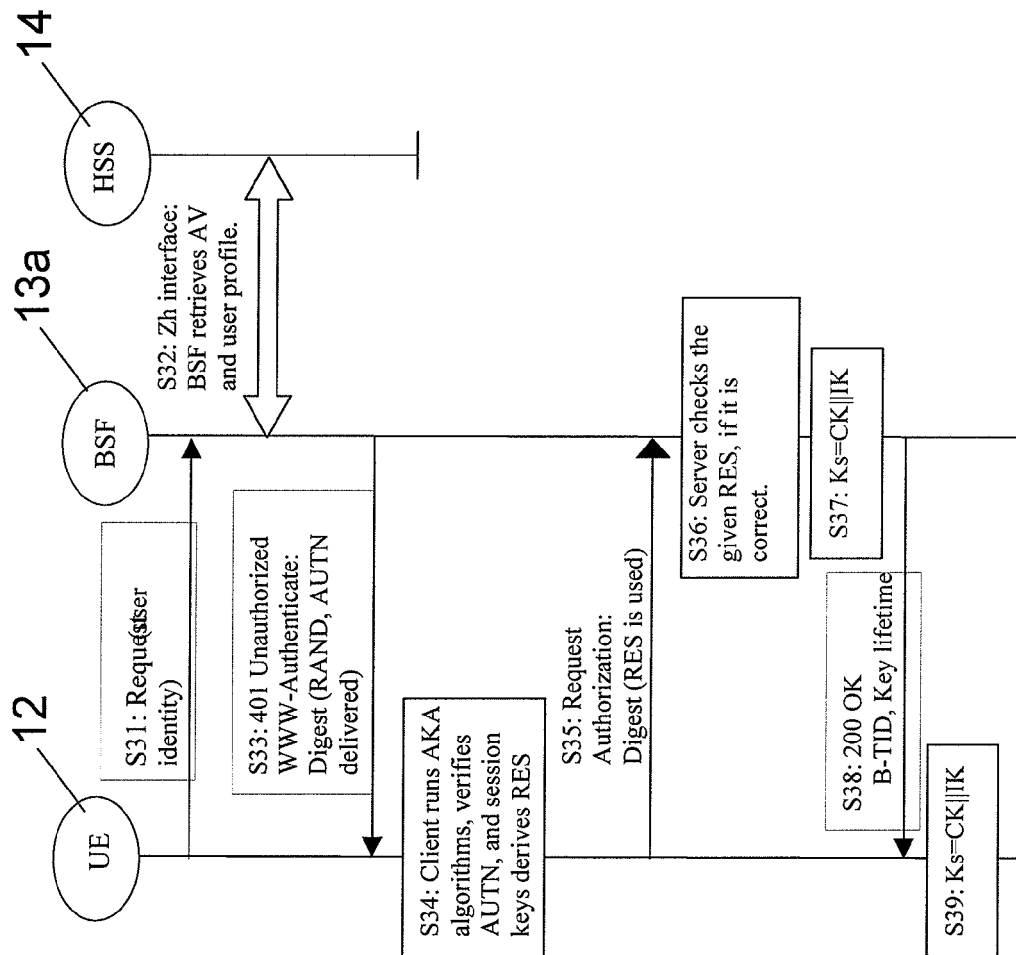 12
13a
14
UE
BSF
HSS
S31: Request (user
identity)
S32: Zh interface:
BSF retrieves AV
and user profile.
S33: 401 Unauthorized
WWW-Authenticate:
Digest (RAND, AUTN
delivered)
S34: Client runs AKA
algorithms, verifies
AUTN, and session
keys derives RES
S35: Request
Authorization:
Digest (RES is used)
S36: Server checks the
given RES, if it is
correct.
S37: Ks=CK||IK
S38: 200 OK
B-TID, Key lifetime
S39: Ks=CK||IK